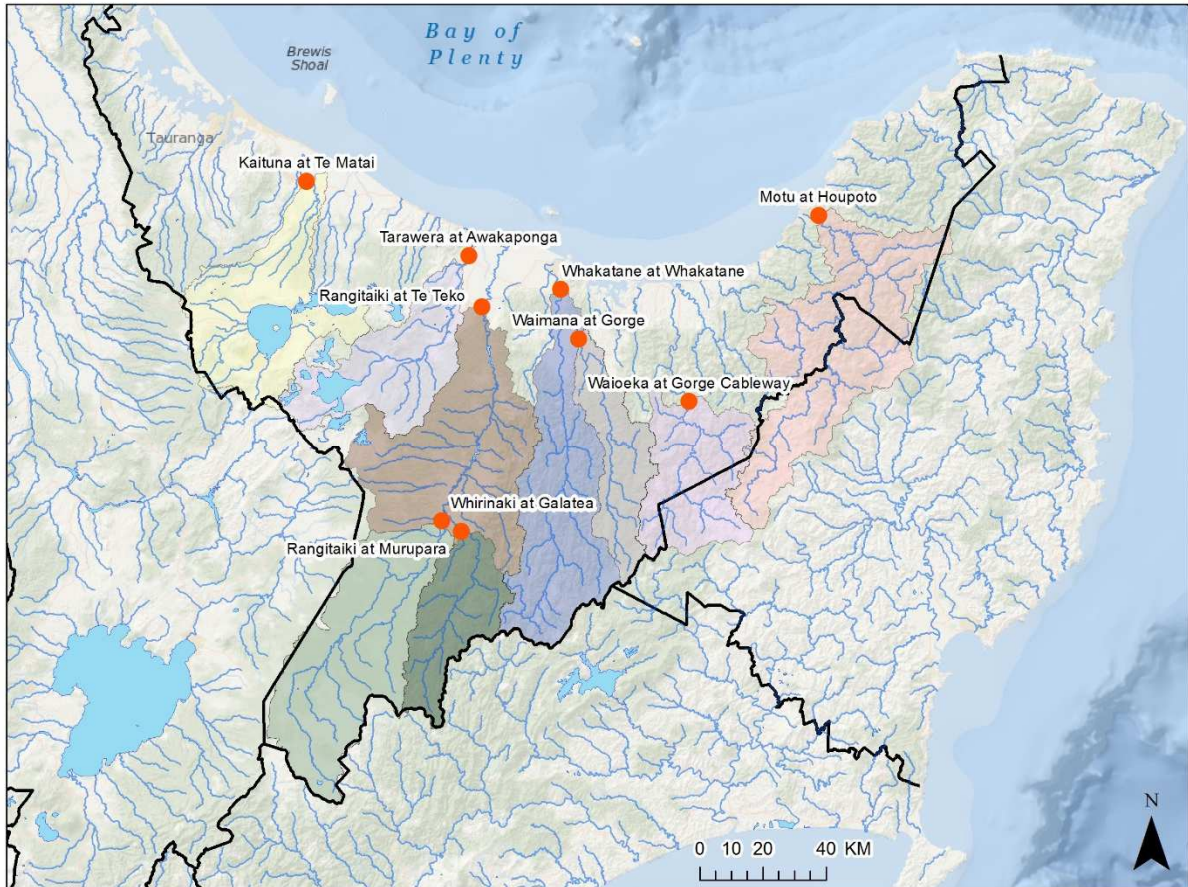 Bay of
Plenty
Brewis
Shoal
Tauranga
Kaituna at Te Matai
Motu at Houpoto
Tarawera at Awakaponga
Whakatane at Whakatane
Rangitaiki at Te Teko
Waimana at Gorge
Waioeka at Gorge Cableway
Whirinaki at Galatea
Rangitaiki at Murupara
N
0 10 20 40 KM